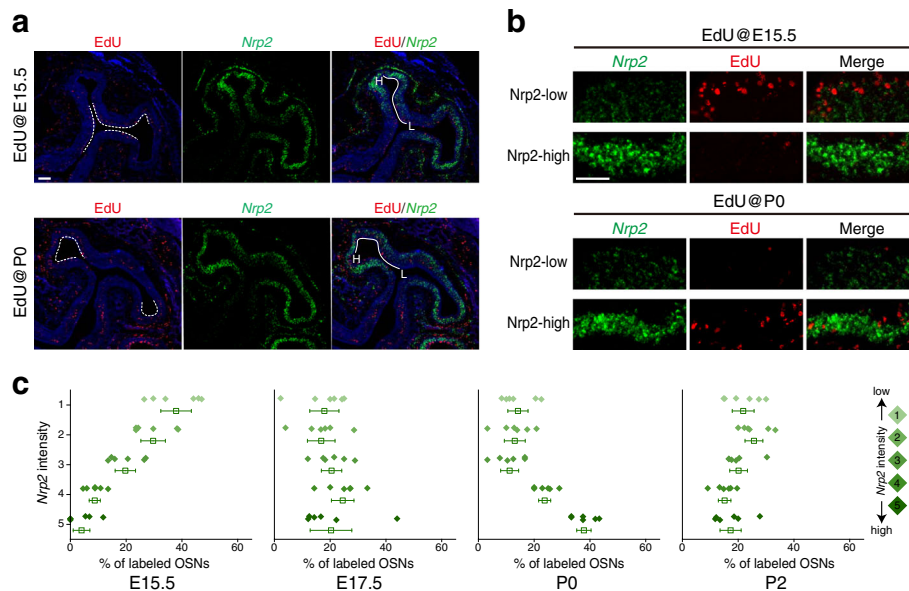 a
EdU Nrp2 EdU/Nrp2
EdU@E15.5
H
L
EdU Nrp2 EdU/Nrp2
EdU@P0
H
L
b
EdU@E15.5
Nrp2 EdU Merge
Nrp2-low
Nrp2-high
EdU@P0
Nrp2 EdU Merge
Nrp2-low
Nrp2-high
c
Nrp2 intensity
1
2
3
4
5
0 20 40 60
% of labeled OSNs
E15.5
0 20 40 60
% of labeled OSNs
E17.5
0 20 40 60
% of labeled OSNs
P0
0 20 40 60
% of labeled OSNs
P2
low
Nrp2 intensity
high
1
2
3
4
5